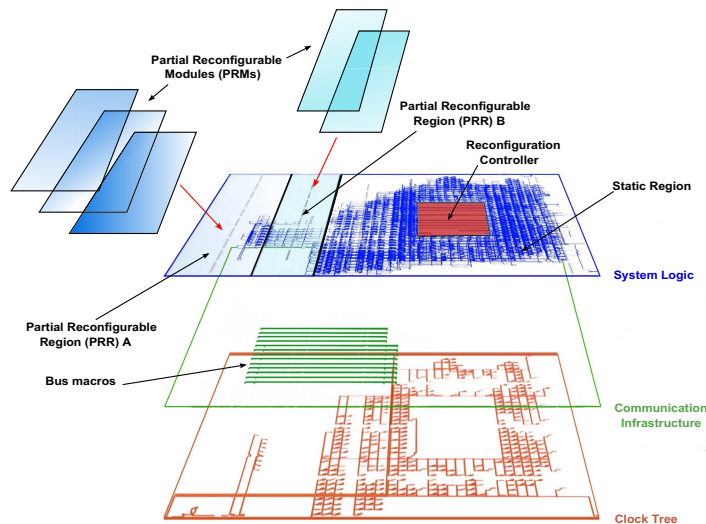 Partial Reconfigurable
Modules (PRMs)
Partial Reconfigurable
Region (PRR) B
Reconfiguration
Controller
Static Region
System Logic
Partial Reconfigurable
Region (PRR) A
Bus macros
Communication
Infrastructure
Clock Tree